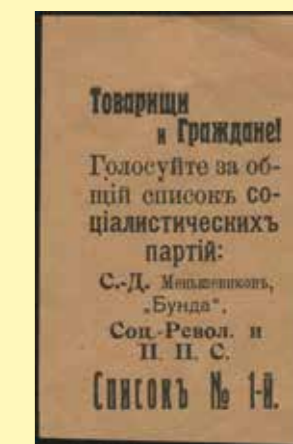 Товарищи
и Граждане!
Голосуйте за об-
щій списокъ со-
ціалистическихъ
партій:
С.-Д. Меньшевиковъ,
„Бунда“,
Соц.-Револ. и
П. П. С.
Списокъ № 1-й.